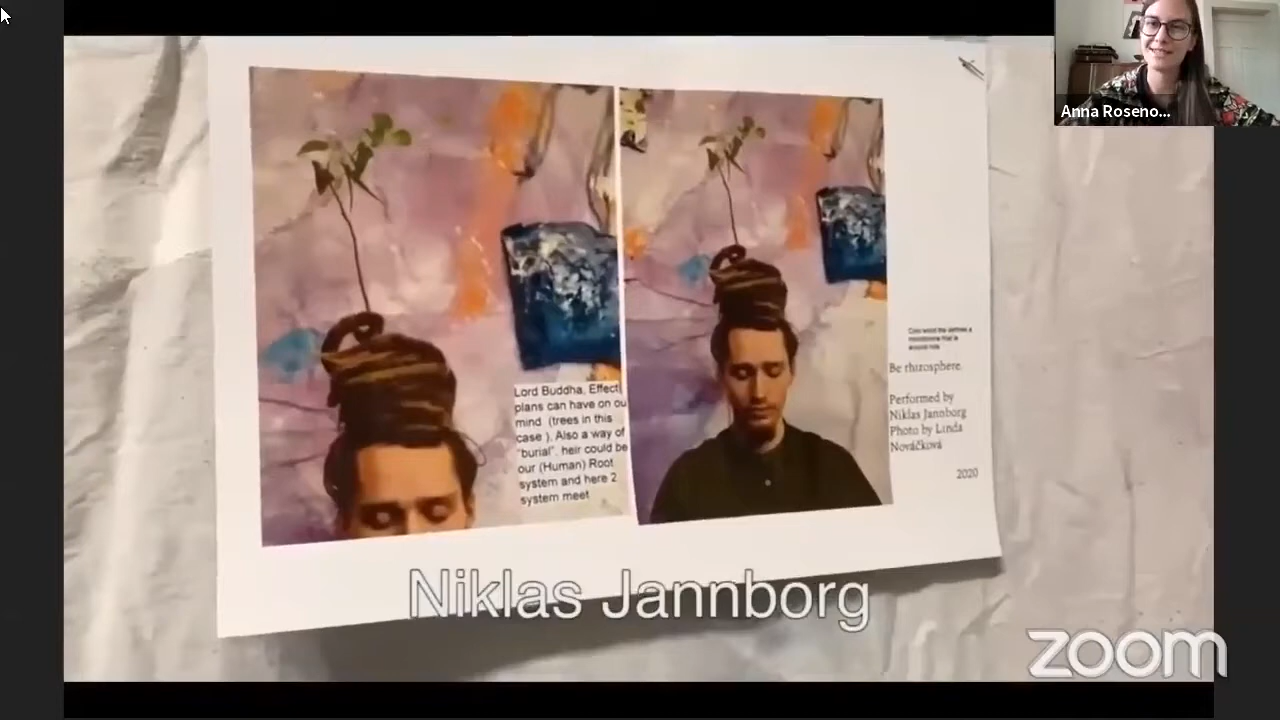 Anna Roseno...
Lord Buddha, Effect
plans can have on ou
mind (trees in this
case ). Also a way of
"burial". heir could be
our (Human) Root
system and here 2
system meet
around
Be rhizosphere.
Performed by
Niklas Jannborg
Photo by Linda
Nováčková
2020
Niklas Jannborg
zoom